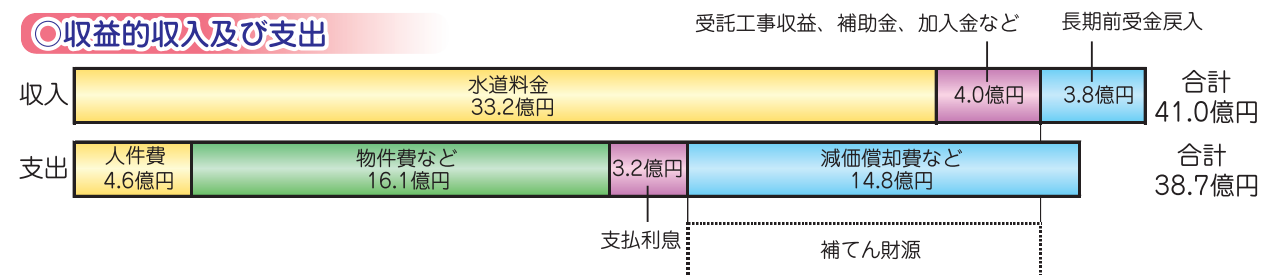 ◎収益的収入及び支出
受託工事収益、補助金、加入金など
長期前受金戻入
収入
水道料金
33.2億円
4.0億円
3.8億円
合計
41.0億円
支出
人件費
4.6億円
物件費など
16.1億円
3.2億円
減価償却費など
14.8億円
合計
38.7億円
支払利息
補てん財源